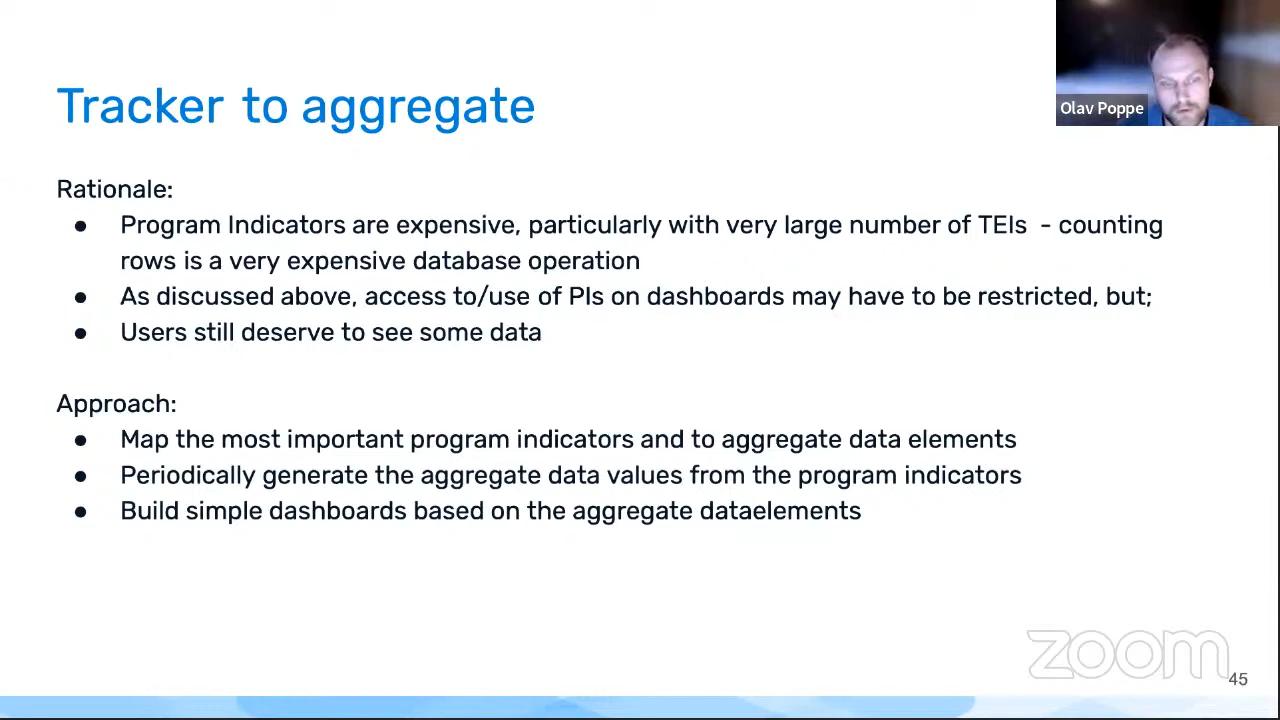 Olav Poppe
Tracker to aggregate
Rationale:
● Program Indicators are expensive, particularly with very large number of TEIs - counting
rows is a very expensive database operation
● As discussed above, access to/use of PIs on dashboards may have to be restricted, but;
● Users still deserve to see some data
Approach:
● Map the most important program indicators and to aggregate data elements
● Periodically generate the aggregate data values from the program indicators
● Build simple dashboards based on the aggregate dataelements
zoom
45